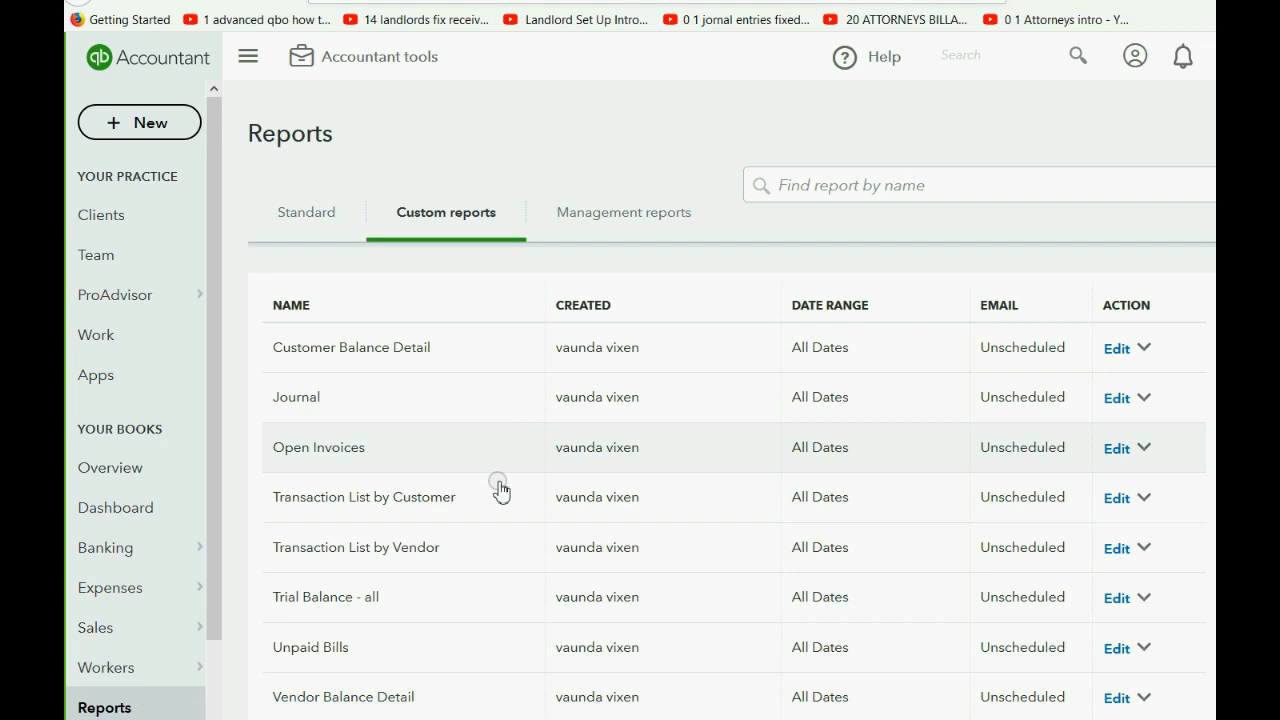 Getting Started 1 advanced qbo how t... 14 landlords fix receiv... Landlord Set Up Intro... 0 1 jornal entries fixed... 20 ATTORNEYS BILLA... 0 1 Attorneys intro - Y...
qb Accountant Accountant tools ? Help Search
+ New
Reports
YOUR PRACTICE
Find report by name
Clients
Standard Custom reports Management reports
Team
ProAdvisor
NAME CREATED DATE RANGE EMAIL ACTION
Work
Customer Balance Detail vaunda vixen All Dates Unscheduled Edit
Apps
Journal vaunda vixen All Dates Unscheduled Edit
YOUR BOOKS
Open Invoices vaunda vixen All Dates Unscheduled Edit
Overview
Transaction List by Customer vaunda vixen All Dates Unscheduled Edit
Dashboard
Banking
Transaction List by Vendor vaunda vixen All Dates Unscheduled Edit
Expenses
Trial Balance - all vaunda vixen All Dates Unscheduled Edit
Sales
Unpaid Bills vaunda vixen All Dates Unscheduled Edit
Workers
Vendor Balance Detail vaunda vixen All Dates Unscheduled Edit
Reports